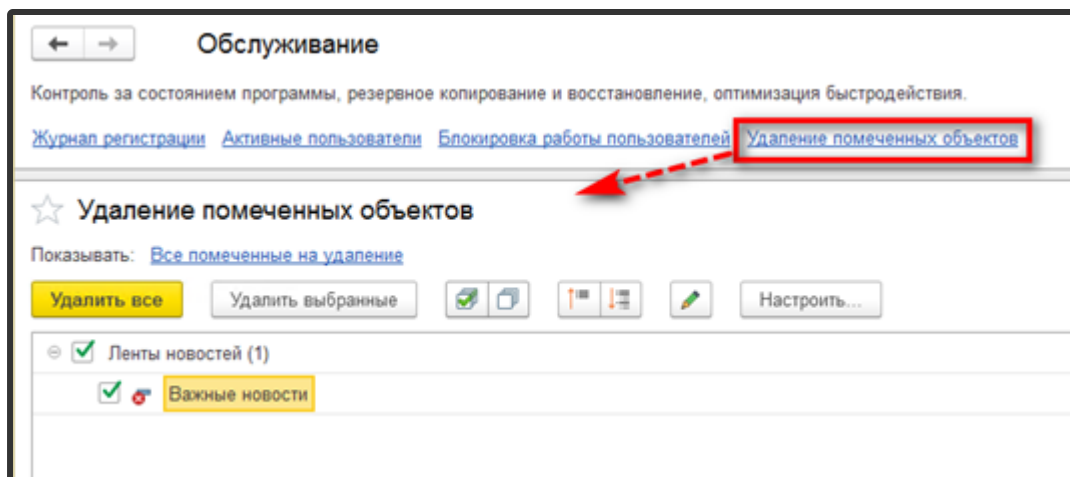 Обслуживание
Контроль за состоянием программы, резервное копирование и восстановление, оптимизация быстродействия.
Журнал регистрации Активные пользователи Блокировка работы пользователей Удаление помеченных объектов
Удаление помеченных объектов
Показывать: Все помеченные на удаление
Удалить все Удалить выбранные Настроить...
Ленты новостей (1)
Важные новости